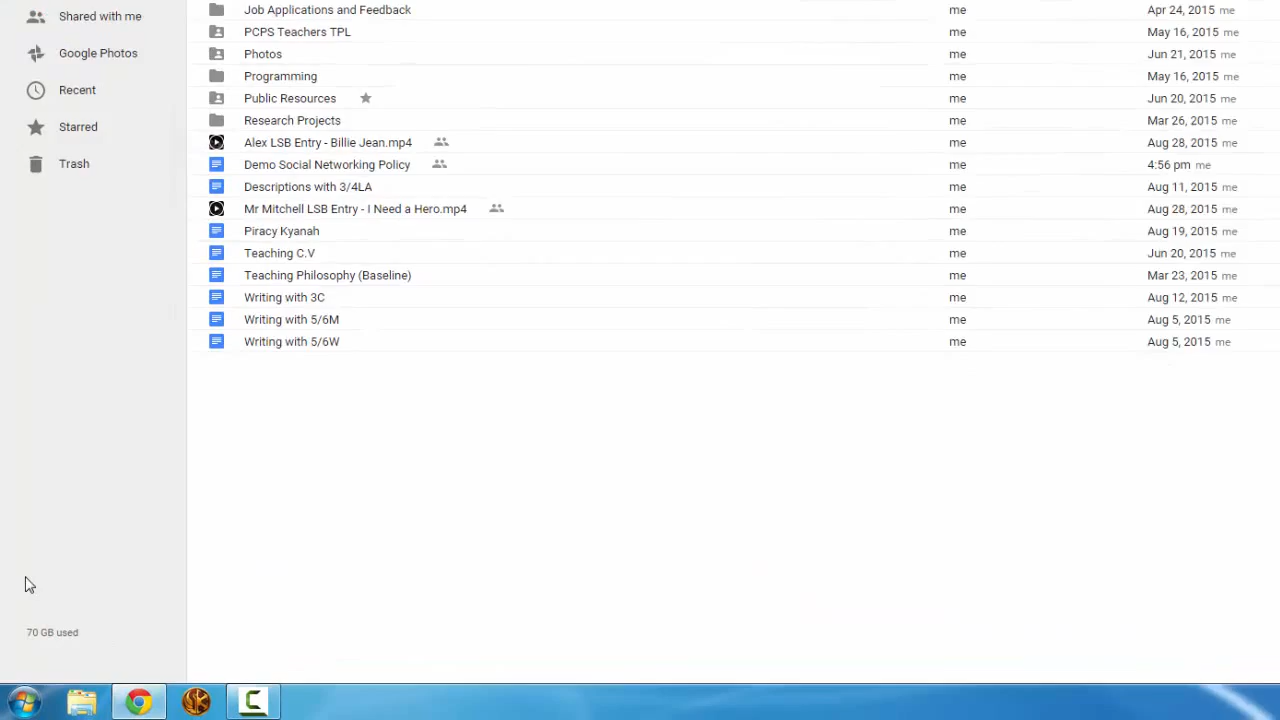 Shared with me
Google Photos
Recent
Starred
Trash
70 GB used
Job Applications and Feedback me Apr 24, 2015 me
PCPS Teachers TPL me May 16, 2015 me
Photos me Jun 21, 2015 me
Programming me May 16, 2015 me
Public Resources me Jun 20, 2015 me
Research Projects me Mar 26, 2015 me
Alex LSB Entry - Billie Jean.mp4 me Aug 28, 2015 me
Demo Social Networking Policy me 4:56 pm me
Descriptions with 3/4LA me Aug 11, 2015 me
Mr Mitchell LSB Entry - I Need a Hero.mp4 me Aug 28, 2015 me
Piracy Kyanah me Aug 19, 2015 me
Teaching C.V me Jun 20, 2015 me
Teaching Philosophy (Baseline) me Mar 23, 2015 me
Writing with 3C me Aug 12, 2015 me
Writing with 5/6M me Aug 5, 2015 me
Writing with 5/6W me Aug 5, 2015 me